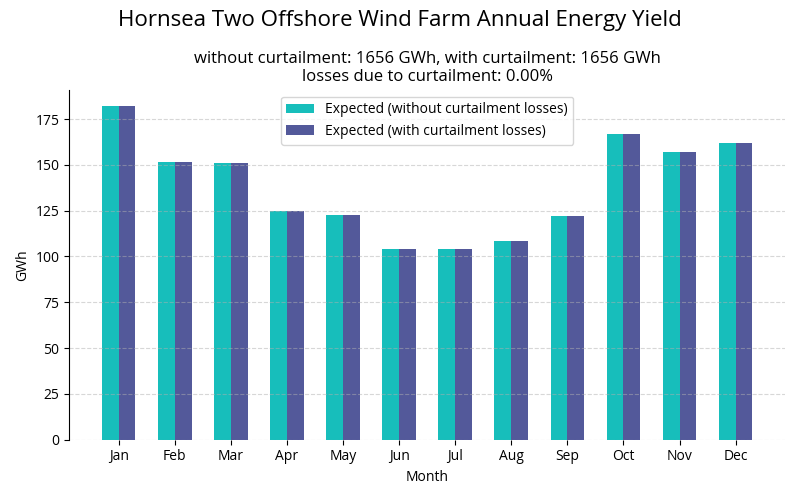 Hornsea Two Offshore Wind Farm Annual Energy Yield
without curtailment: 1656 GWh, with curtailment: 1656 GWh
losses due to curtailment: 0.00%
Expected (without curtailment losses)
Expected (with curtailment losses)
GWh
175
150
125
100
75
50
25
0
Jan Feb Mar Apr May Jun Jul Aug Sep Oct Nov Dec
Month